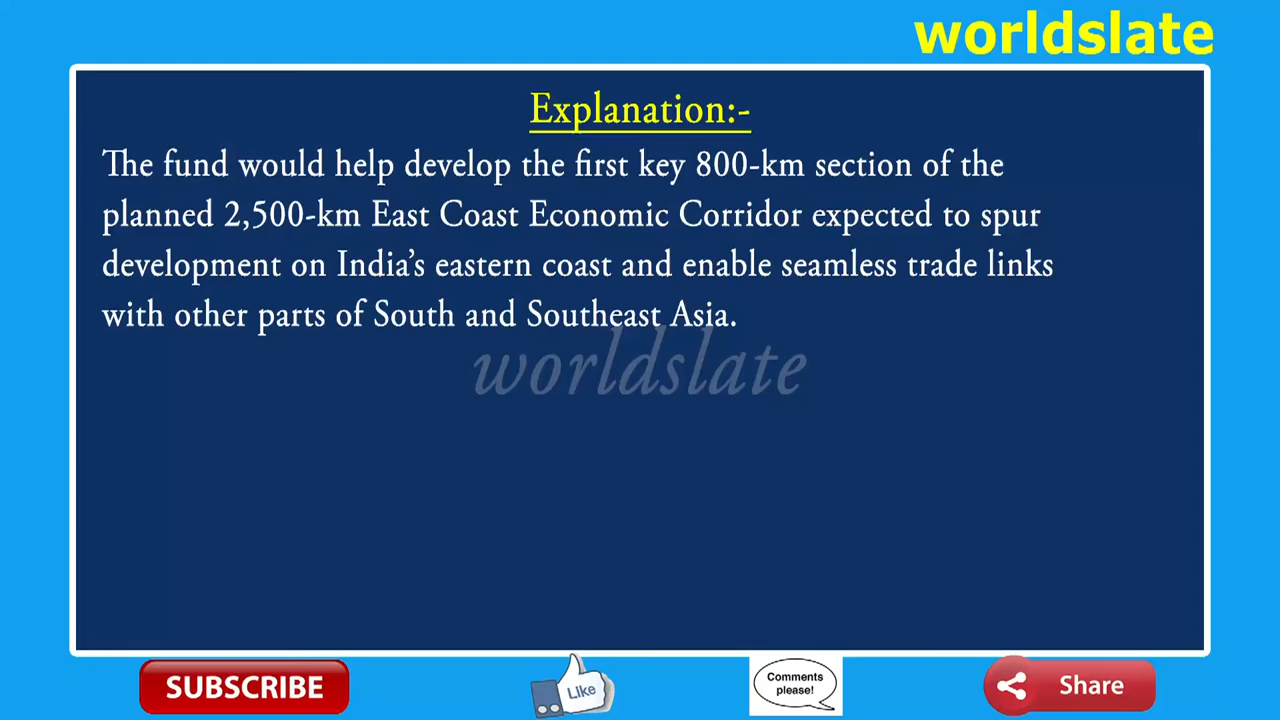 worldslate
Explanation:-
The fund would help develop the first key 800-km section of the
planned 2,500-km East Coast Economic Corridor expected to spur
development on India's eastern coast and enable seamless trade links
with other parts of South and Southeast Asia.
worldslate
SUBSCRIBE
Like
Comments
please!
Share